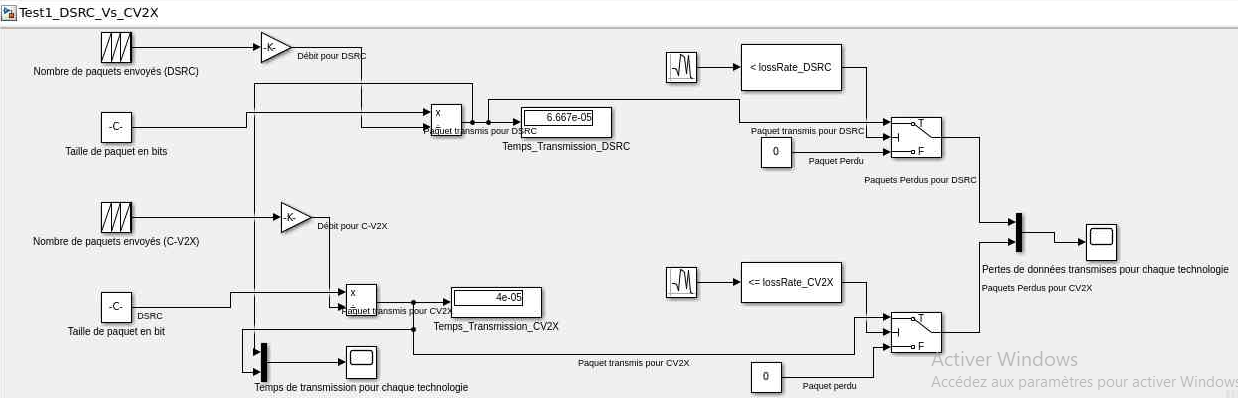 Test1_DSRC_Vs_CV2X
-K-
Débit pour DSRC
Nombre de paquets envoyés (DSRC)
< lossRate_DSRC
-C-
Taille de paquet en bits
x
÷
Paquet transmis pour DSRC
6.667e-05
Temps_Transmission_DSRC
Paquet transmis pour DSRC
0
Paquet Perdu
T
F
Paquets Perdus pour DSRC
-K-
Débit pour C-V2X
Nombre de paquets envoyés (C-V2X)
Pertes de données transmises pour chaque technologie
Paquets Perdus pour CV2X
<= lossRate_CV2X
-C-
DSRC
Taille de paquet en bit
x
÷
Paquet transmis pour CV2X
4e-05
Temps_Transmission_CV2X
T
F
Temps de transmission pour chaque technologie
Paquet transmis pour CV2X
0
Paquet perdu
Activer Windows
Accédez aux paramètres pour activer Windows